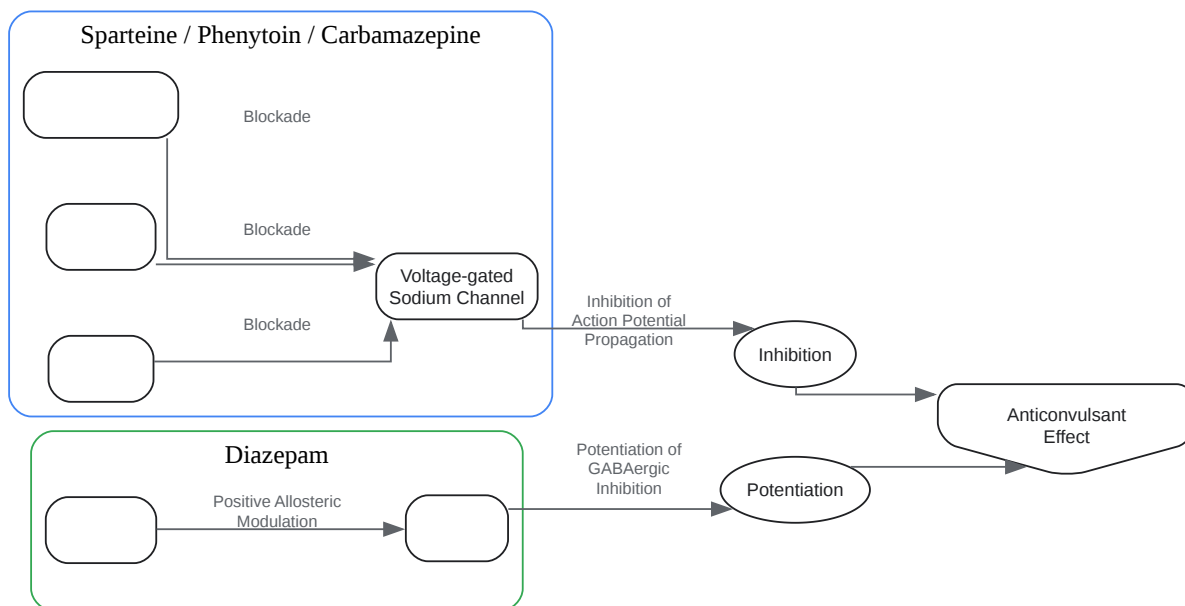 Sparteine / Phenytoin / Carbamazepine
Blockade
Blockade
Voltage-gated
Sodium Channel
Blockade
Inhibition of
Action Potential
Propagation
Inhibition
Anticonvulsant
Effect
Diazepam
Positive Allosteric
Modulation
Potentiation of
GABAergic
Inhibition
Potentiation